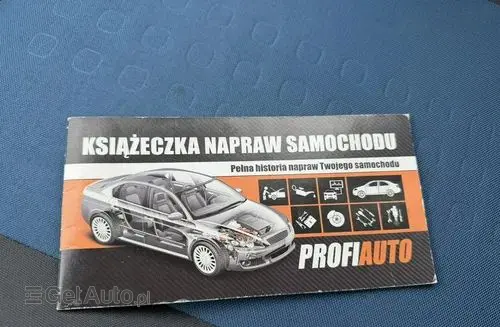 KSIĄŻECZKA NAPRAW SAMOCHODU
Pełna historia napraw Twojego samochodu
PROFIAUTO
GetAuto.pl